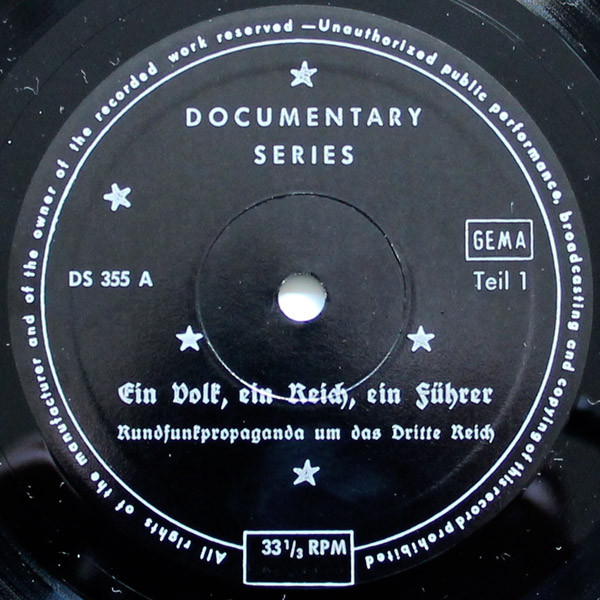 All rights of the manufacturer and of the owner of the recorded work reserved —Unauthorized public performance, broadcasting and copying of this record prohibited
DOCUMENTARY
SERIES
GEMA
DS 355 A
Teil 1
Ein Volk, ein Reich, ein Führer
Rundfunkpropaganda um das Dritte Reich
33 1/3 RPM